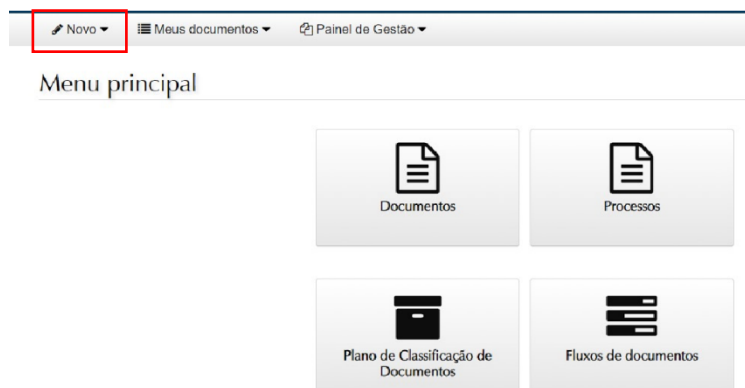 Novo Meus documentos Painel de Gestão
Menu principal
Documentos Processos
Plano de Classificação de Fluxos de documentos
Documentos